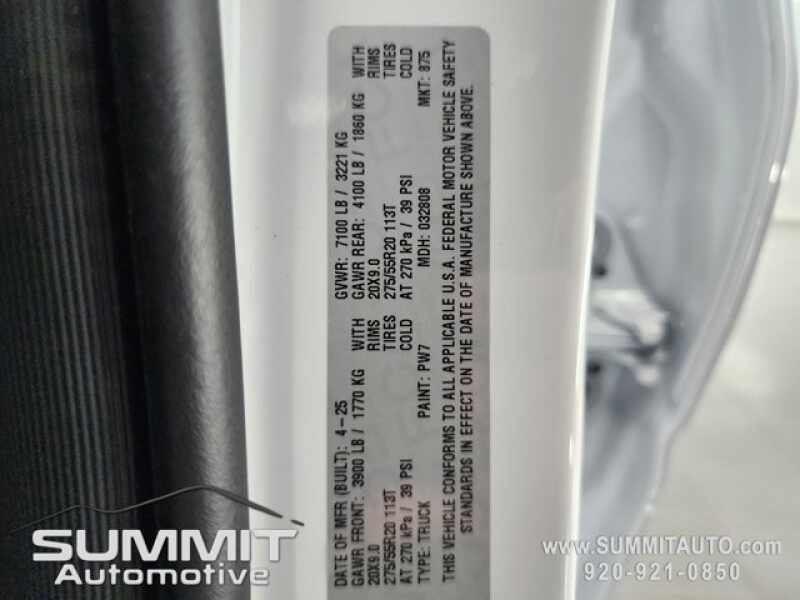 DATE OF MFR (BUILT): 4-25 GVWR: 7100 LB / 3221 KG
GAWR FRONT: 3900 LB / 1770 KG WITH GAWR REAR: 4100 LB / 1860 KG WITH
20X9.0 RIMS 20X9.0 RIMS
275/55R20 113T TIRES 275/55R20 113T TIRES
AT 270 kPa / 39 PSI COLD AT 270 kPa / 39 PSI COLD
TYPE: TRUCK PAINT: PW7 MDH: 032808 MKT: 875
THIS VEHICLE CONFORMS TO ALL APPLICABLE U.S.A. FEDERAL MOTOR VEHICLE SAFETY
STANDARDS IN EFFECT ON THE DATE OF MANUFACTURE SHOWN ABOVE.
SUMMIT
Automotive
www.SUMMITAUTO.com
920-921-0850